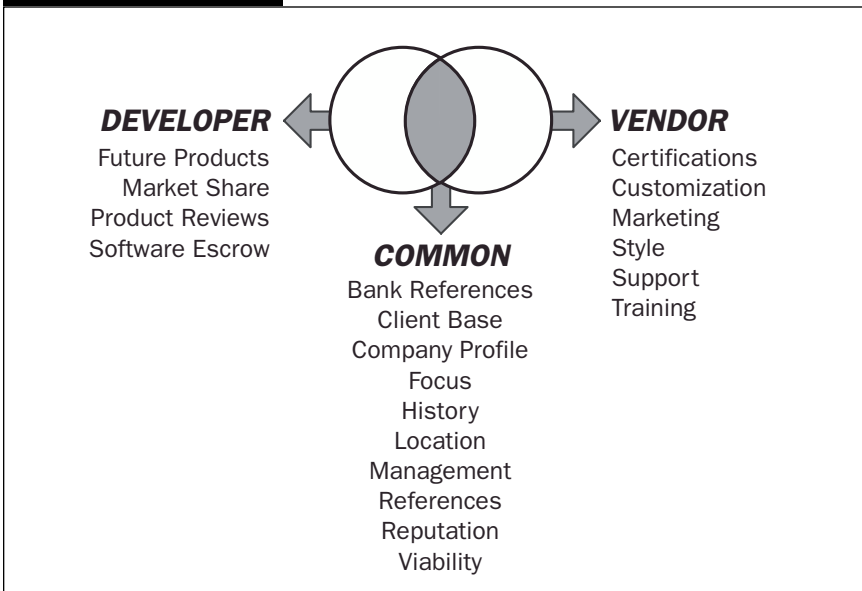 DEVELOPER
Future Products
Market Share
Product Reviews
Software Escrow
COMMON
Bank References
Client Base
Company Profile
Focus
History
Location
Management
References
Reputation
Viability
VENDOR
Certifications
Customization
Marketing
Style
Support
Training